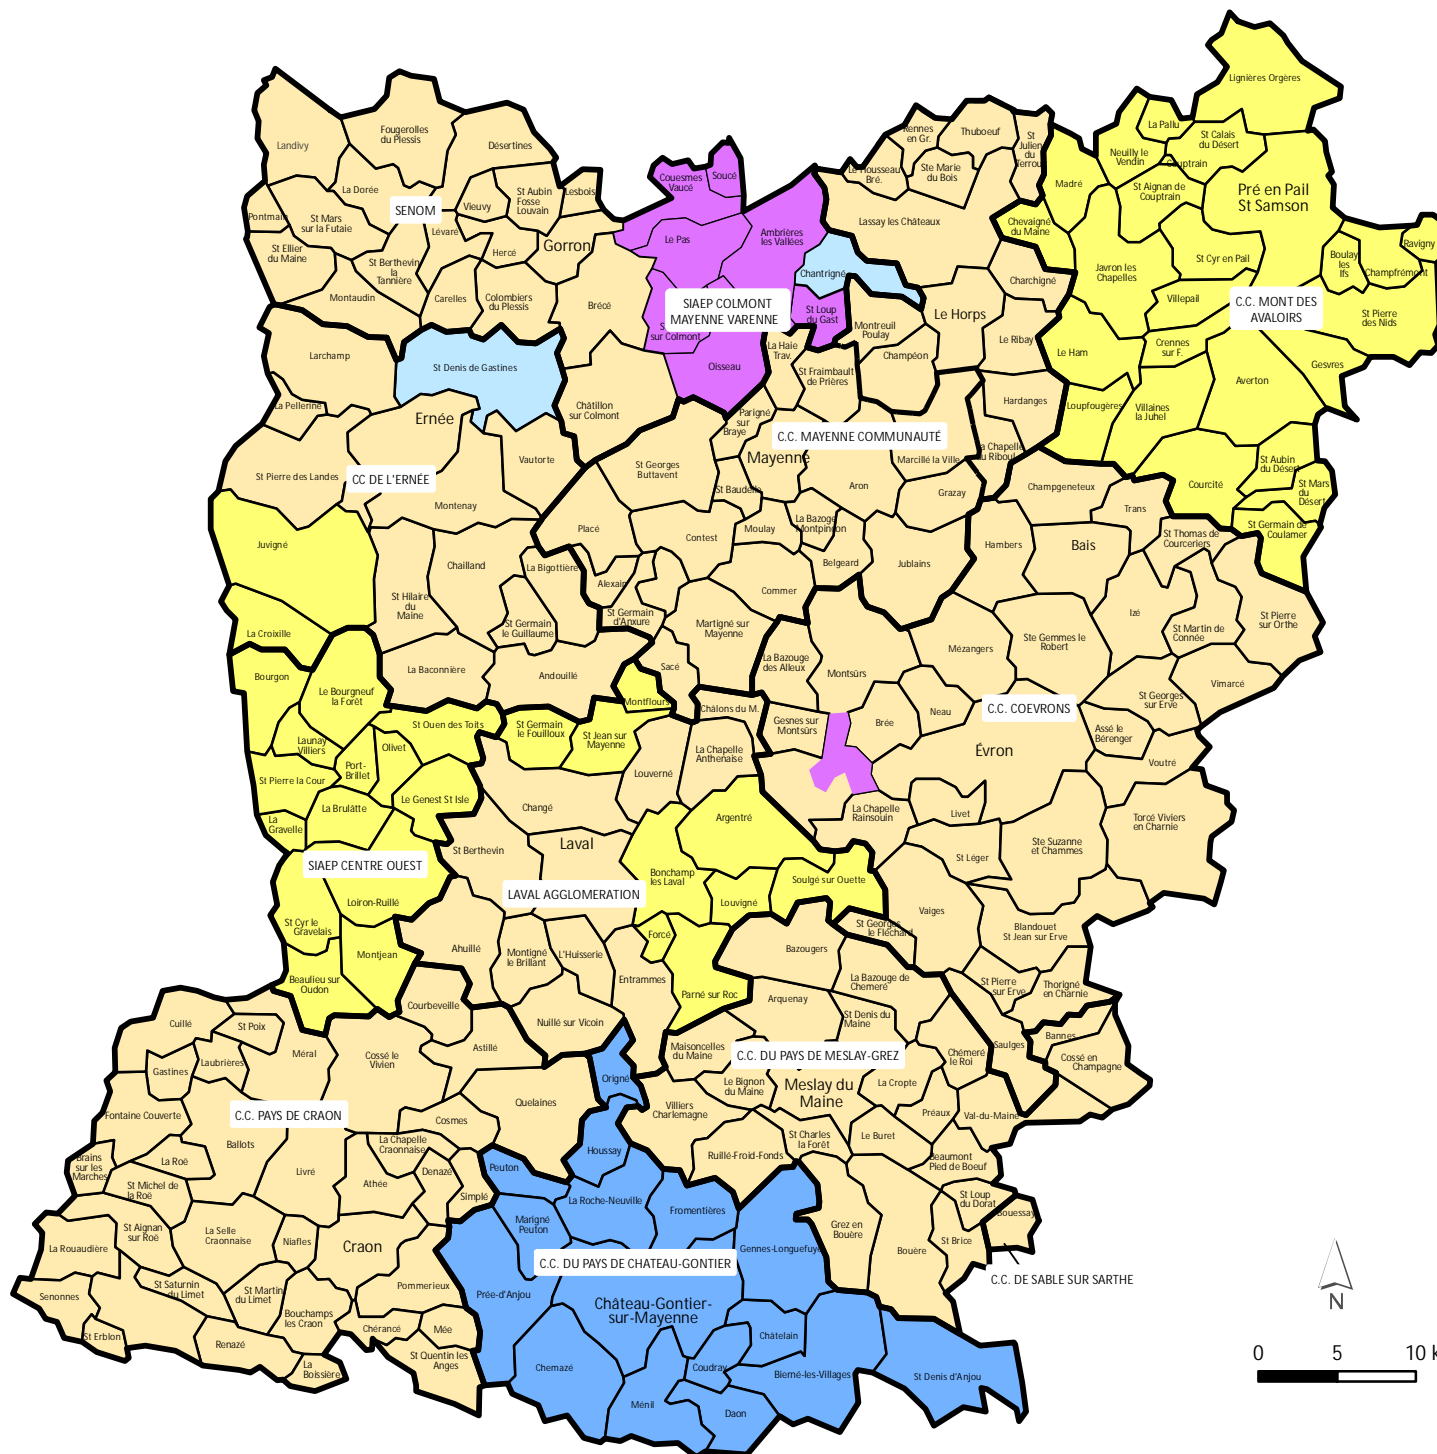 Lignières Orgères
La Pallu
St Calais
du Désert
Neuilly le
Vendin
Couptrain
Madré
St Aignan de
Couptrain
Pré en Pail
St Samson
Chevaigné
du Maine
Javron les
Chapelles
St Cyr en Pail
Villepail
Boulay
les
Ifs
Champfrémont
Ravigny
C.C. MONT DES
AVALOIRS
St Pierre
des Nids
Crennes
sur F.
Le Ham
Averton
Gesvres
Loupfougères
Villaines
la Juhel
Courcité
St Aubin
du Désert
St Mars
du
Désert
St Germain de
Coulamer
Landivy
Fougerolles
du Plessis
Désertines
La Dorée
SENOM
Vieuvy
St Aubin
Fosse
Louvain
Lesbois
Pontmain
St Mars
sur la Futaie
Lévaré
Hercé
Gorron
St Ellier
du Maine
St Berthevin
la
Tannière
Montaudin
Carelles
Colombiers
du Plessis
Brécé
Châtillon
sur Colmont
Couesmes
Vaucé
Soucé
Le Pas
Ambrières
les Vallées
Chantrigné
SIAEP COLMONT
MAYENNE VARENNE
St Loup
du Gast
sur Colmont
Oisseau
Rennes
en Gr.
Thuboeuf
St
Julien
du
Terroux
Le Housseau
Bré.
Ste Marie
du Bois
Lassay les Châteaux
Charchigné
Le Horps
Le Ribay
Montreuil
Poulay
Champéon
Hardanges
La Chapelle
au Riboul
La Haie
Trav.
St Fraimbault
de Prières
Parigné
sur
Braye
C.C. MAYENNE COMMUNAUTÉ
Mayenne
Marcillé la Ville
St Georges
Buttavent
St Baudelle
Aron
Grazay
Placé
Contest
Moulay
La Bazoge
Montpinçon
Belgeard
Jublains
Alexain
St Germain
d'Anxure
Commer
Martigné sur
Mayenne
Sacé
Larchamp
St Denis de Gastines
La Pellerine
Ernée
Vautorte
CC DE L'ERNÉE
St Pierre des Landes
Montenay
Juvigné
Chailland
La Bigottière
St Hilaire
du
Maine
St Germain
le Guillaume
La Croixille
La Baconnière
Andouillé
Champgeneteux
Trans
Hambers
Bais
St Thomas de
Courceriers
Izé
St Pierre
sur Orthe
St Martin de
Connée
Mézangers
Ste Gemmes le
Robert
Vimarcé
La Bazouge
des Alleux
Montsûrs
St Georges
sur Erve
Gesnes sur
Montsûrs
Brée
Neau
C.C. COEVRONS
Assé le
Bérenger
Évron
Voutré
La Chapelle
Rainsouin
Livet
Torcé Viviers
en Charnie
St Léger
Ste Suzanne
et Chammes
Vaiges
St Georges
le Fléchard
Blandouet
St Jean sur Erve
St Pierre
sur Erve
Thorigné
en Charnie
Saulges
Bannes
Cossé en
Champagne
Bourgon
Le Bourgneuf
la Forêt
St Ouen des Toits
Launay
Villiers
Olivet
St Pierre la Cour
Port-
Brillet
Le Genest St Isle
La
Gravelle
La Brulâtte
SIAEP CENTRE OUEST
Loiron-Ruillé
St Cyr le
Gravelais
Montjean
Beaulieu sur
Oudon
St Germain
le Fouilloux
St Jean sur
Mayenne
Montflours
Châlons du M.
La Chapelle
Anthenaise
Louverné
Changé
Argentré
St Berthevin
Laval
Bonchamp
les Laval
Soulgé sur Ouette
LAVAL AGGLOMERATION
Louvigné
Ahuillé
Montigné
le Brillant
L'Huisserie
Forcé
Entrammes
Parné sur Roc
Nuillé sur Vicoin
Bazougers
La Bazouge de
Chemeré
Arquenay
St Denis du
Maine
Maisoncelles
du Maine
C.C. DU PAYS DE MESLAY-GREZ
Chémeré
le Roi
Le Bignon
du Maine
Meslay du
Maine
La Cropte
Villiers
Charlemagne
Préaux
Val-du-Maine
St Charles
la Forêt
Le Buret
Ruillé-Froid-Fonds
Beaumont
Pied de Boeuf
St Loup
du Dorat
Bouessay
Grez en
Bouère
Bouère
St Brice
C.C. DE SABLE SUR SARTHE
Cuillé
St Poix
Courbeveille
Gastines
Laubrières
Méral
Cossé le
Vivien
Astillé
Fontaine Couverte
C.C. PAYS DE CRAON
Cosmes
Quelaines
Brains
sur les
Marches
La Roë
Ballots
La Chapelle
Craonnaise
St Michel de
la Roë
Livré
Athée
Denazé
Simplé
La Rouaudière
St Aignan
sur Roë
La Selle
Craonnaise
Niafles
Craon
Senonnes
St Saturnin
du Limet
St Martin
du Limet
Pommerieux
Bouchamps
les Craon
St Erblon
Renazé
Chérancé
Mée
La
Boissière
St Quentin les
Anges
Origné
Houssay
Peuton
La Roche-Neuville
Marigné
Peuton
Fromentières
Gennes-Longuefuye
C.C. DU PAYS DE CHATEAU-GONTIER
Prée-d'Anjou
Château-Gontier-
sur-Mayenne
Châtelain
Chemazé
Coudray
Bierné-les-Villages
St Denis d'Anjou
Ménil
Daon
N
0 5 10 k